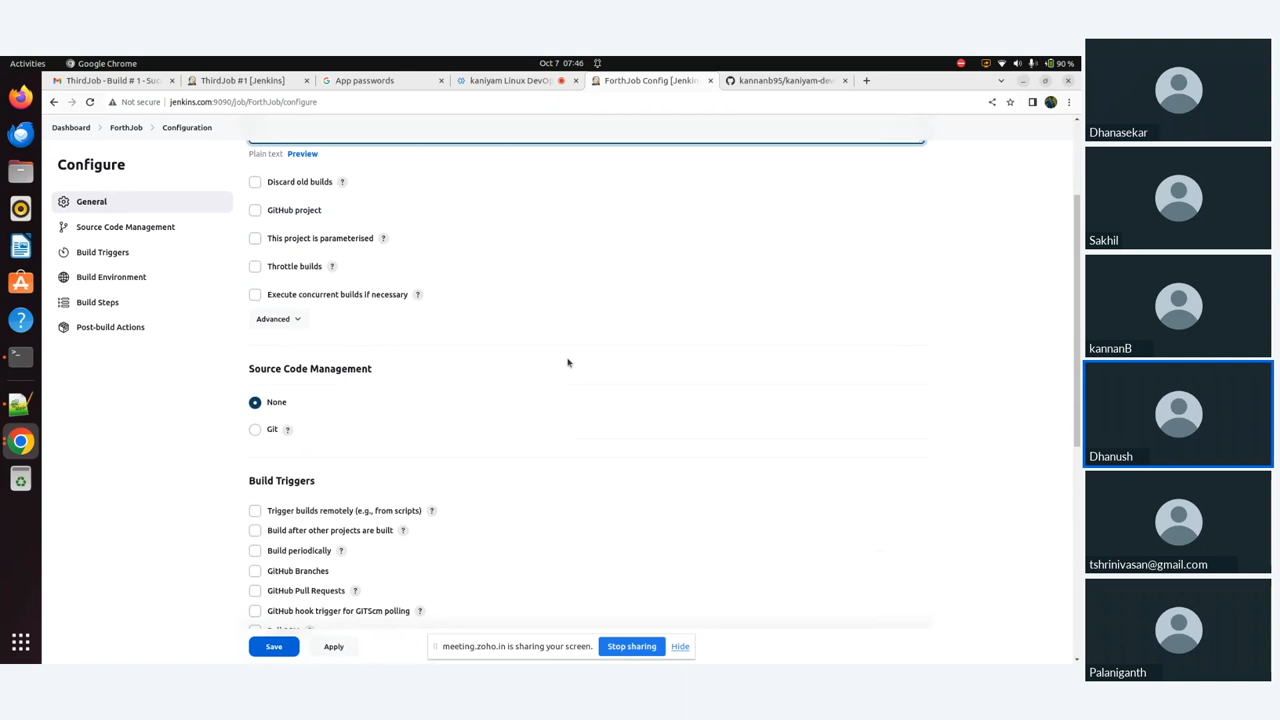 Activities
Google Chrome
Oct 7 07:46
90 %
ThirdJob - Build # 1 - Suc
ThirdJob #1 [Jenkins]
App passwords
kaniyam Linux DevO
ForthJob Config [Jenkin
kannanb95/kaniyam-dev
Not secure
jenkins.com:9090/job/ForthJob/configure
Dashboard
ForthJob
Configuration
Configure
General
Source Code Management
Build Triggers
Build Environment
Build Steps
Post-build Actions
Plain text Preview
Discard old builds ?
GitHub project
This project is parameterised ?
Throttle builds ?
Execute concurrent builds if necessary ?
Advanced
Source Code Management
None
Git ?
Build Triggers
Trigger builds remotely (e.g., from scripts) ?
Build after other projects are built ?
Build periodically ?
GitHub Branches
GitHub Pull Requests ?
GitHub hook trigger for GITScm polling ?
Save
Apply
meeting.zoho.in is sharing your screen.
Stop sharing
Hide
Dhanasekar
Sakhil
kannanB
Dhanush
tshrinivasan@gmail.com
Palaniganth